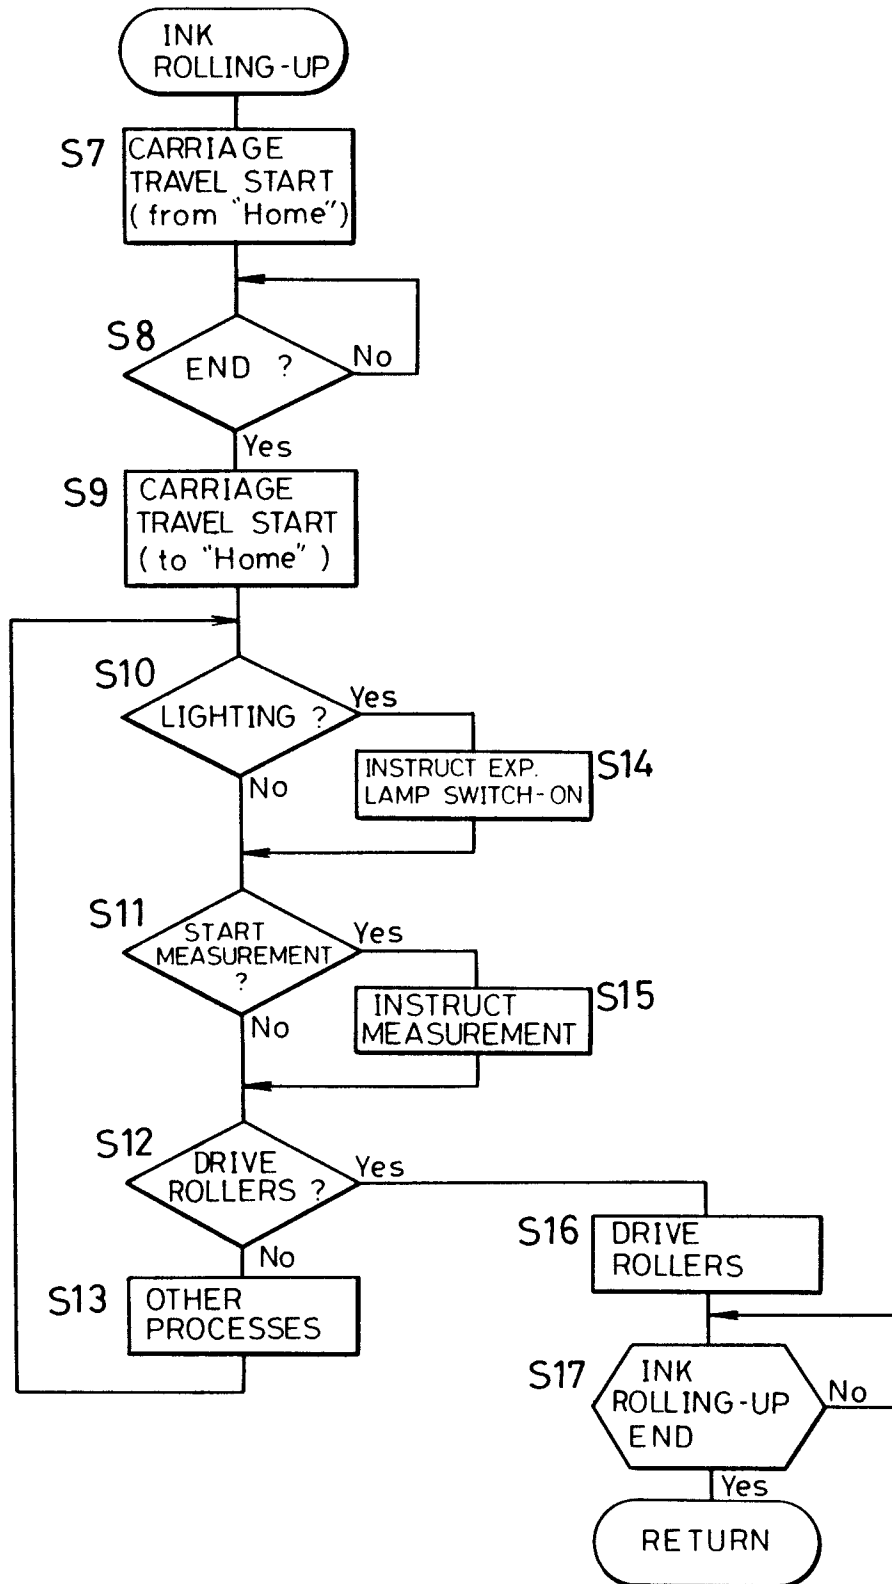 INK
ROLLING-UP
S7
CARRIAGE
TRAVEL START
(from "Home")
S8
END ?
No
Yes
S9
CARRIAGE
TRAVEL START
(to "Home")
S10
LIGHTING ?
Yes
No
INSTRUCT EXP.
LAMP SWITCH-ON
S14
S11
START
MEASUREMENT
?
Yes
No
INSTRUCT
MEASUREMENT
S15
S12
DRIVE
ROLLERS ?
Yes
No
S13
OTHER
PROCESSES
S16
DRIVE
ROLLERS
S17
INK
ROLLING-UP
END
No
Yes
RETURN